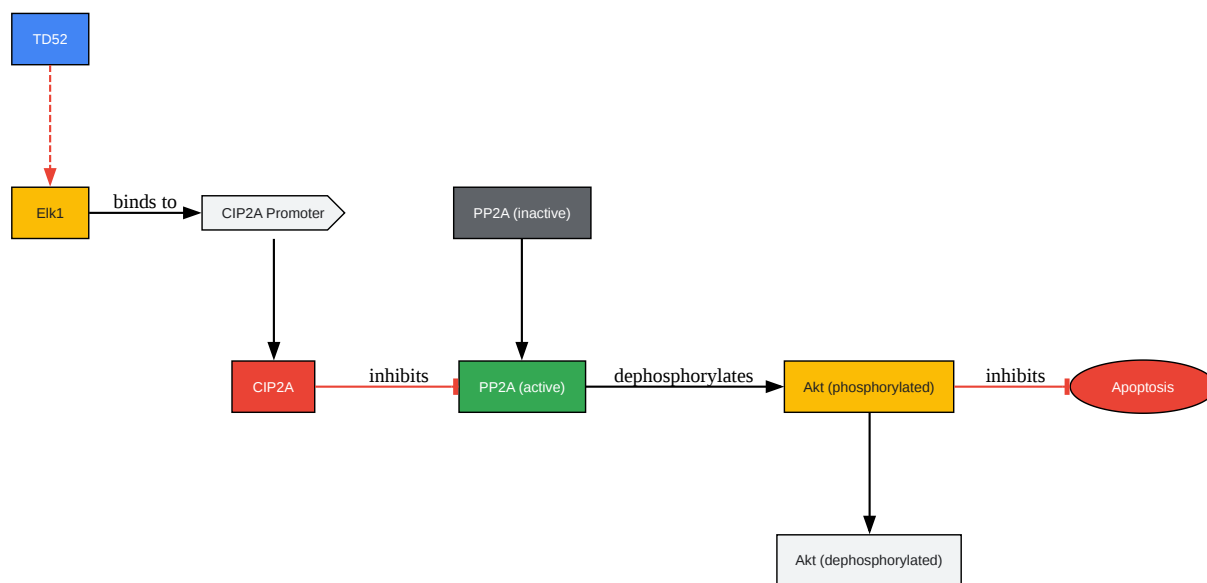 TD52
Elk1
binds to
CIP2A Promoter
PP2A (inactive)
CIP2A
inhibits
PP2A (active)
dephosphorylates
Akt (phosphorylated)
inhibits
Apoptosis
Akt (dephosphorylated)